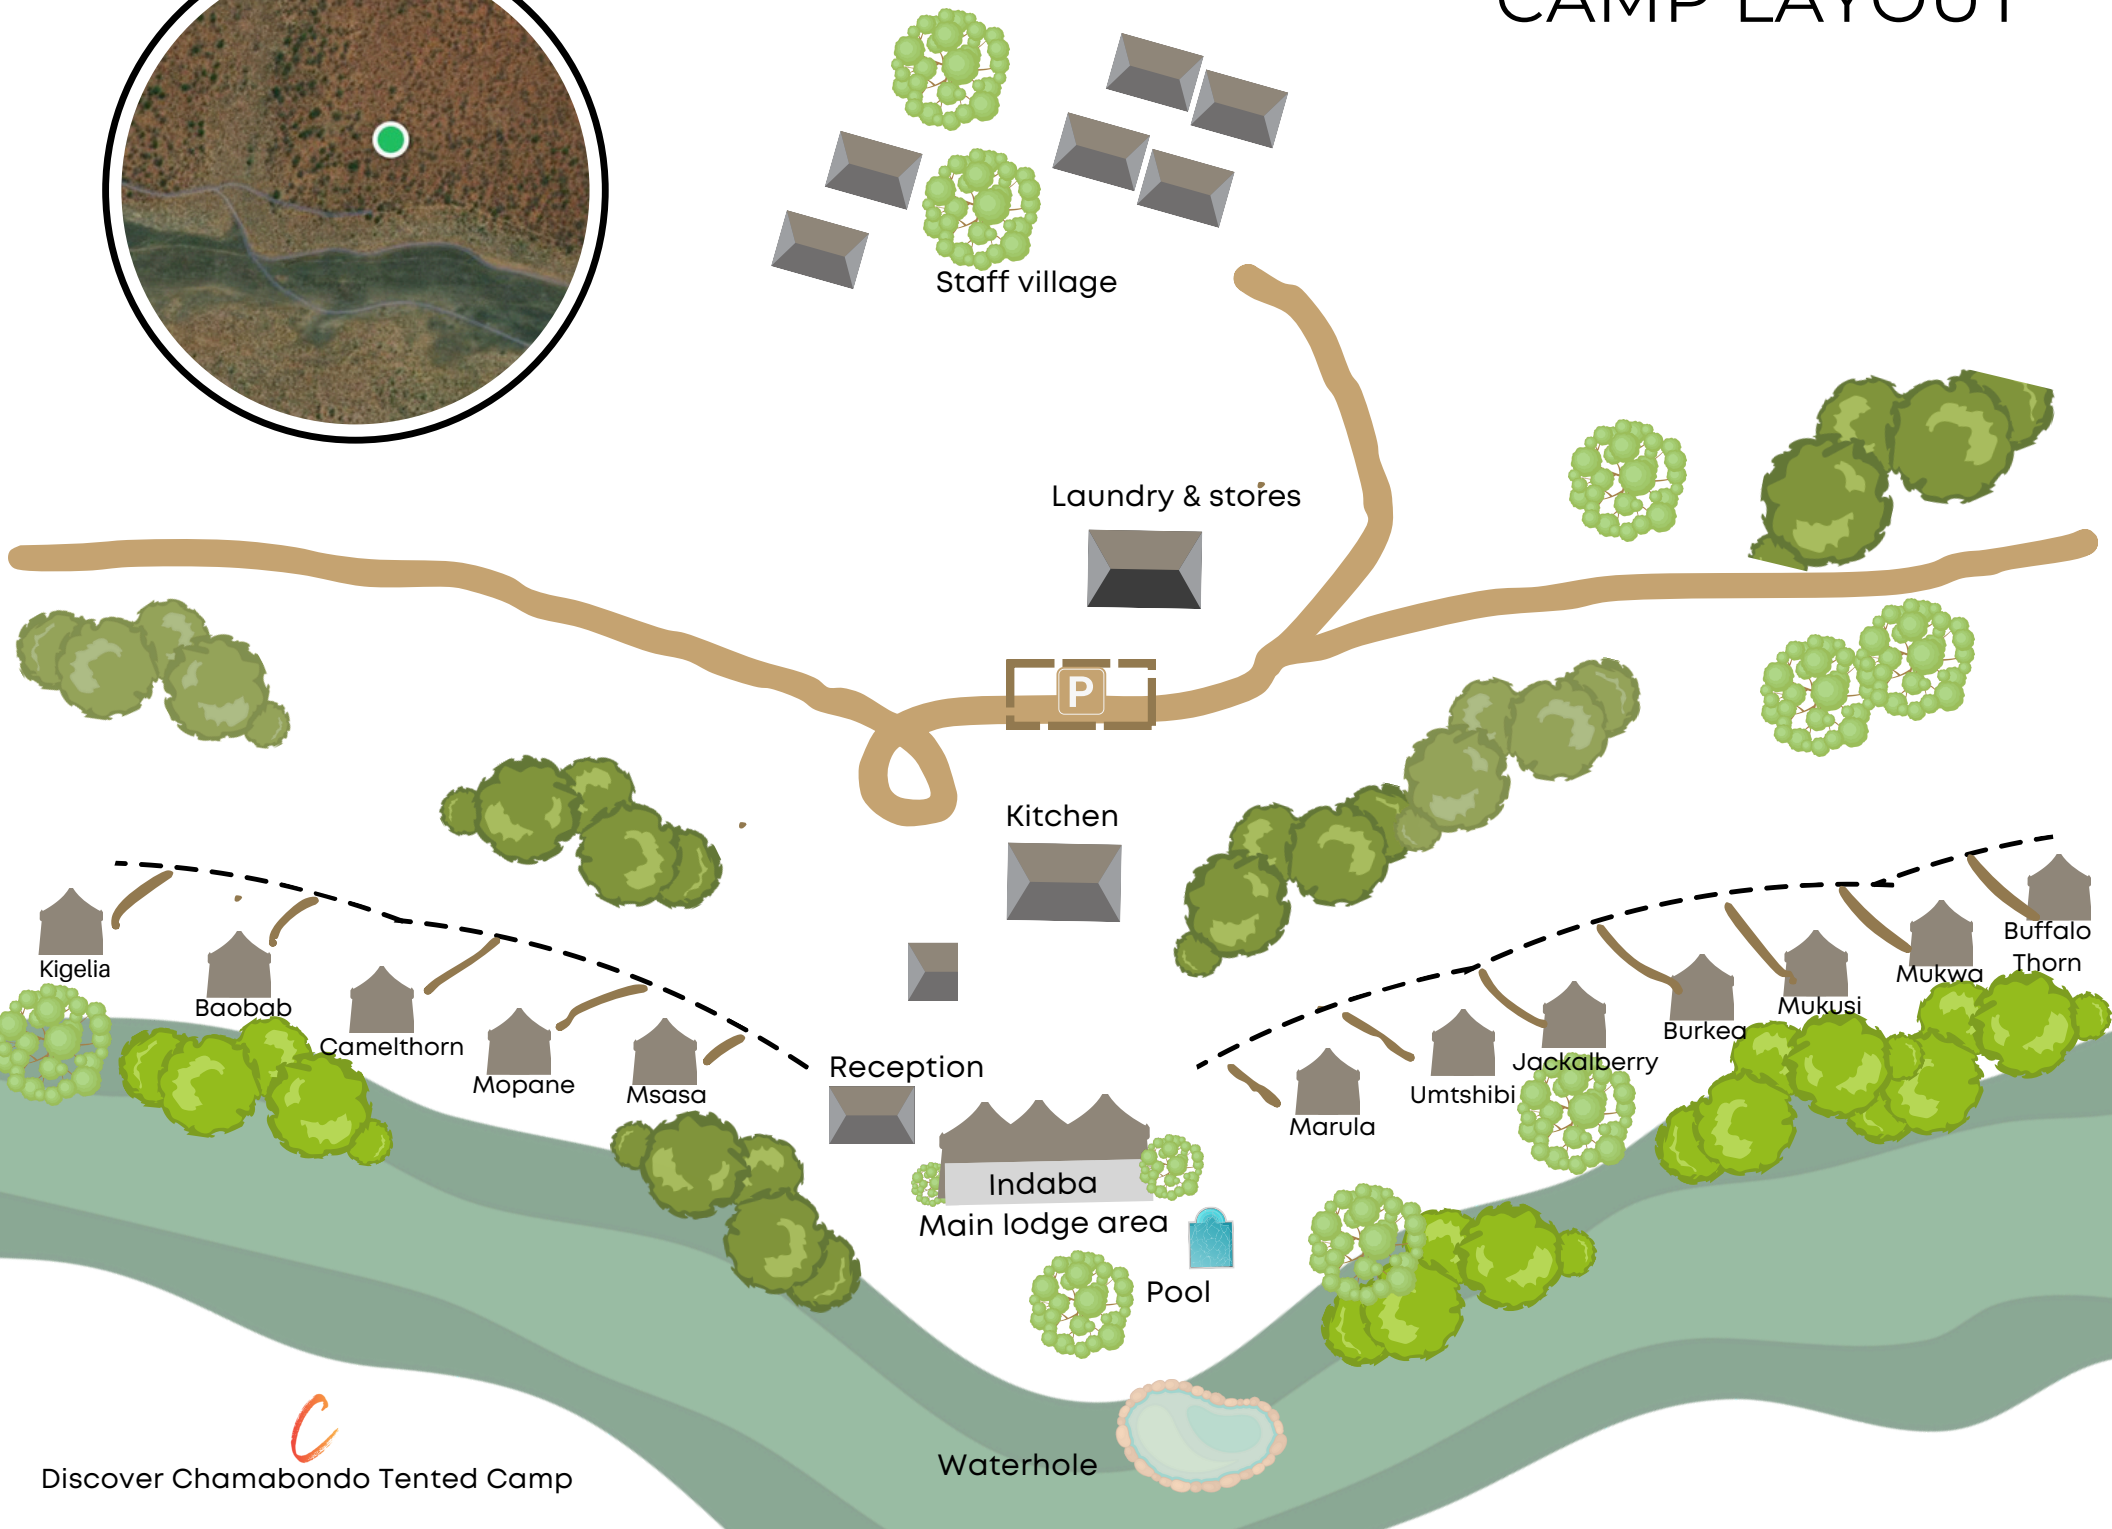 CAMP LAYOUT
Staff village
Laundry & stores
P
Kitchen
Kigelia
Baobab
Camelthorn
Mopane
Msasa
Reception
Indaba
Main lodge area
Pool
Marula
Umtshibi
Jackalberry
Burkea
Mukusi
Mukwa
Buffalo
Thorn
Waterhole
C
Discover Chamabondo Tented Camp